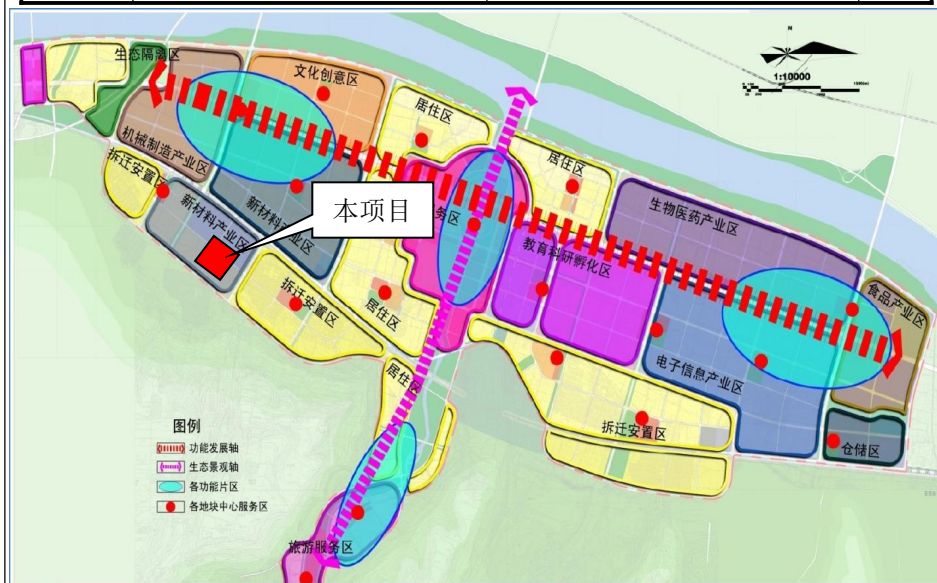 生态隔离区
文化创意区
N
1:10000
居住区
居住区
机械制造产业区
拆迁安置区
新材料产业区
新材料产业区
本项目
务区
生物医药产业区
教育科研孵化区
食品产业区
拆迁安置区
居住区
居住区
电子信息产业区
拆迁安置区
仓储区
旅游服务区
图例
功能发展轴
生态景观轴
各功能片区
各地块中心服务区